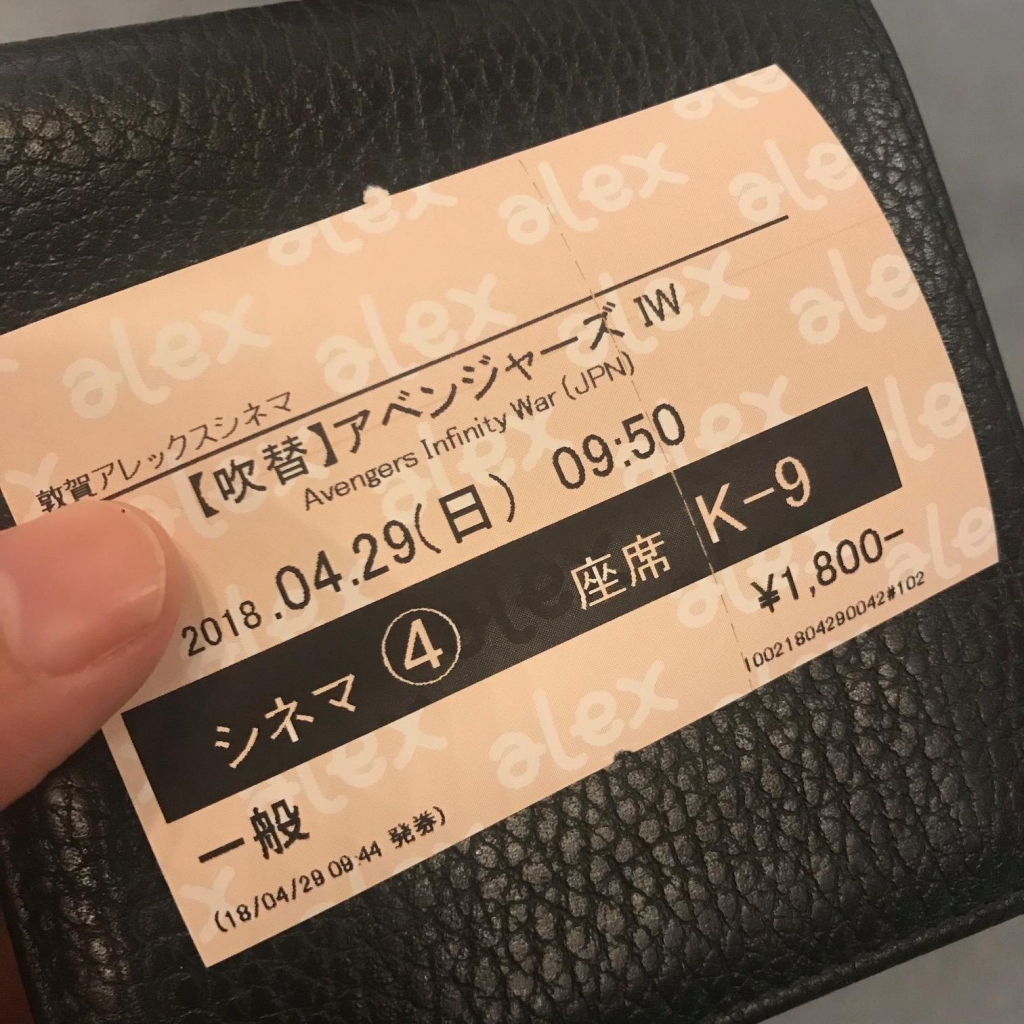 alex
敦賀アレックスシネマ
【吹替】アベンジャーズ IW
Avengers Infinity War (JPN)
2018.04.29(日) 09:50
シネマ ④ 座席 K-9
一般 ¥1,800-
(18/04/29 09:44 発券) 10021804290042#102